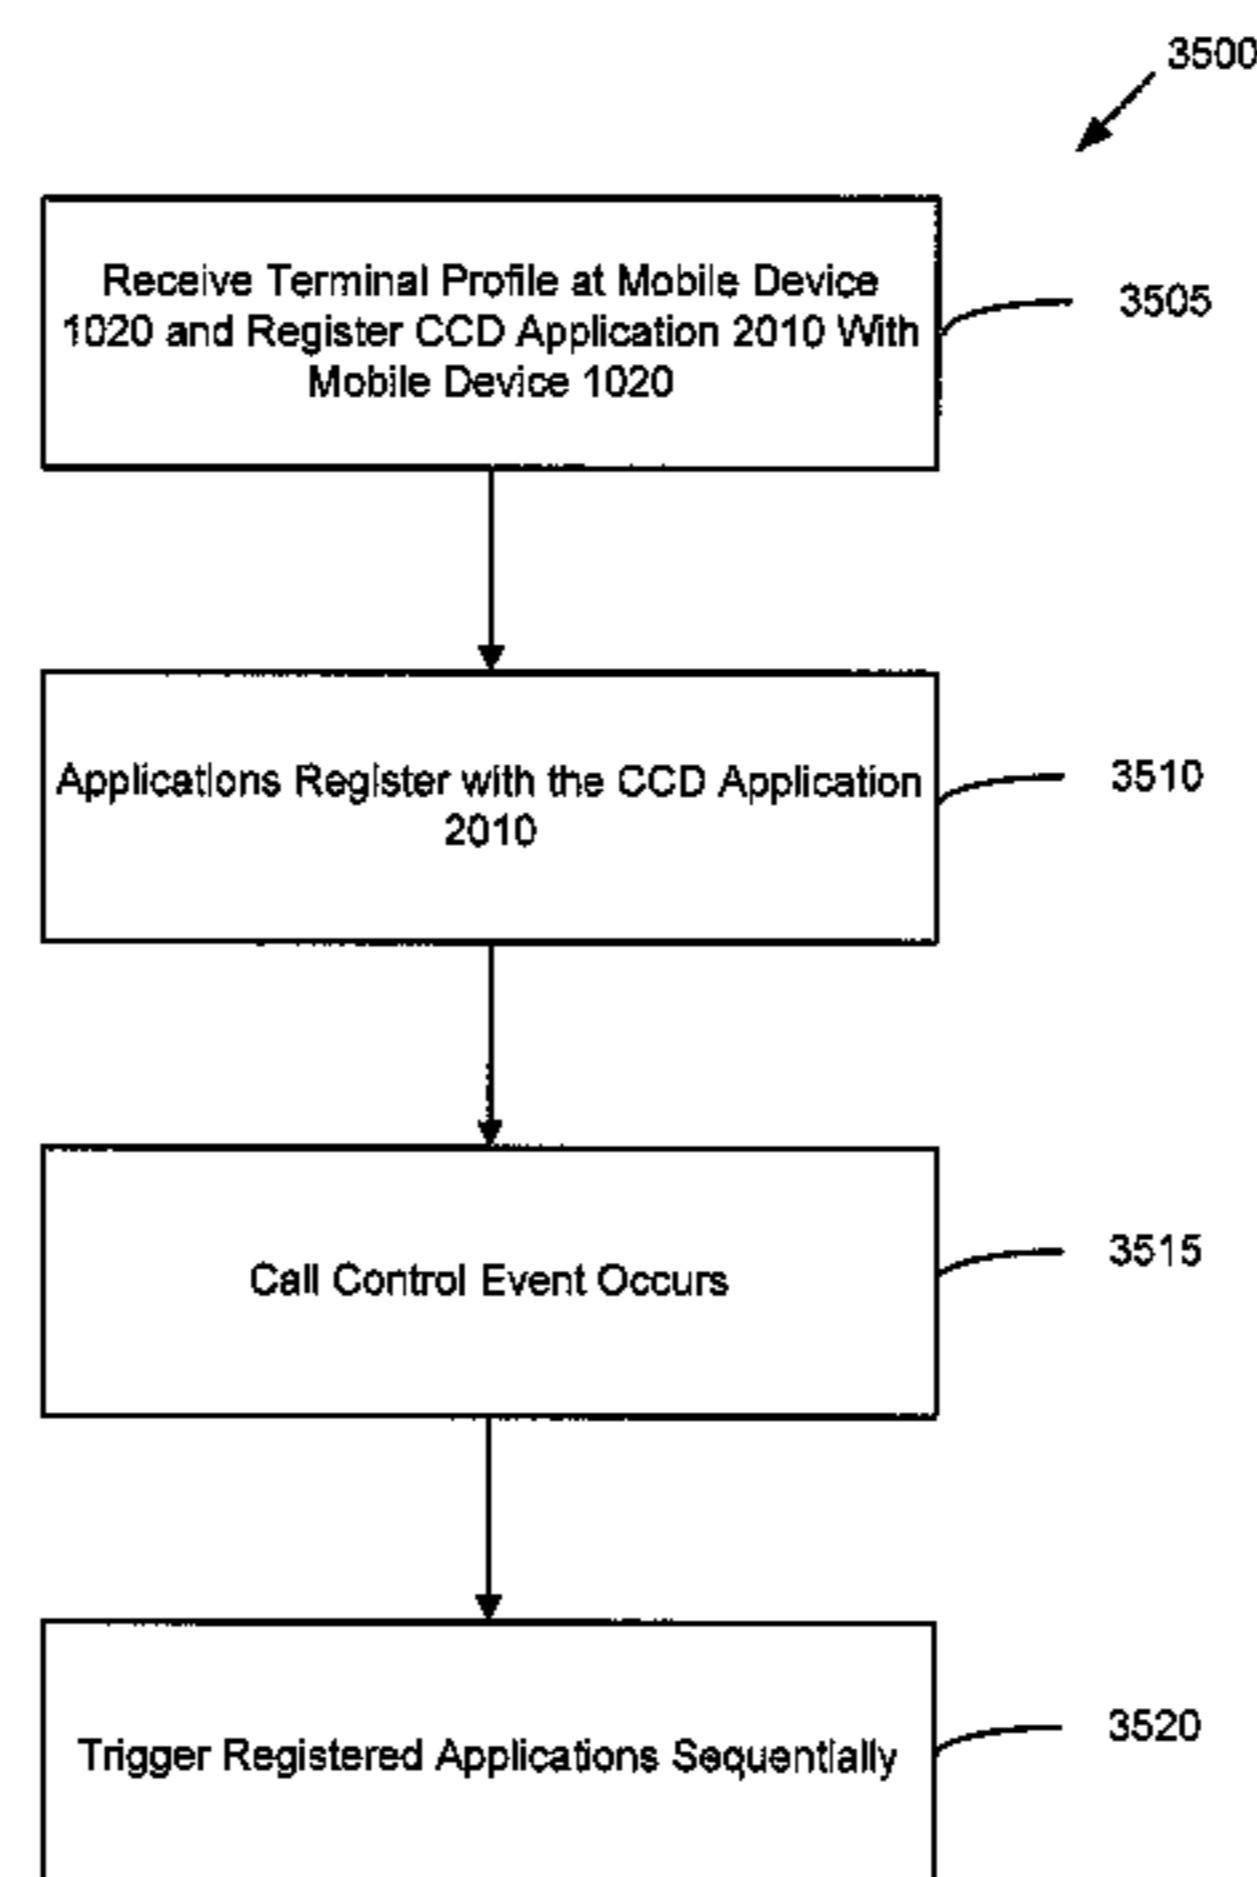 3500
Receive Terminal Profile at Mobile Device
1020 and Register CCD Application 2010 With
Mobile Device 1020
3505
Applications Register with the CCD Application
2010
3510
Call Control Event Occurs
3515
Trigger Registered Applications Sequentially
3520